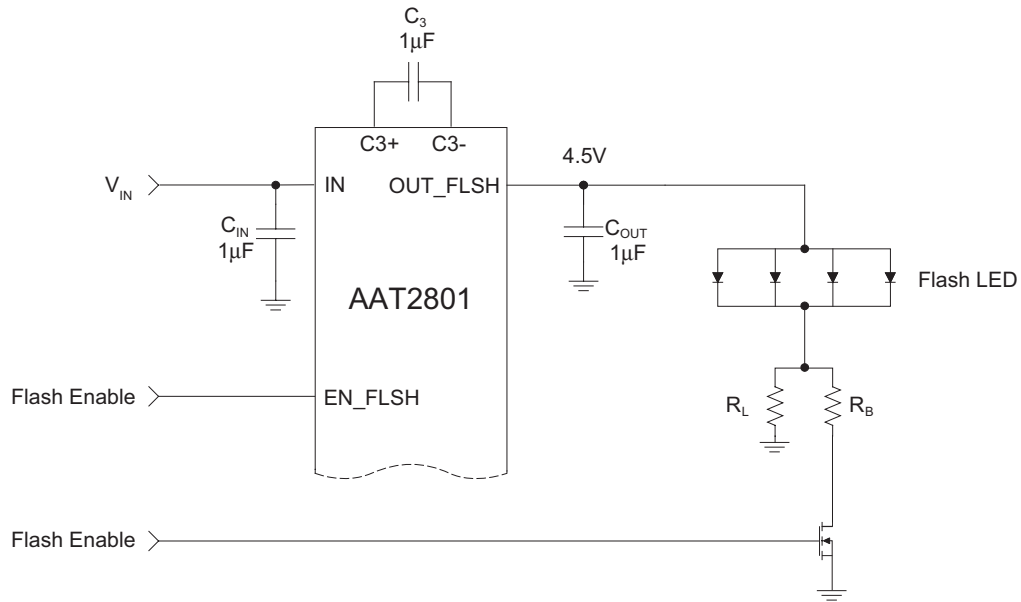 C3
1µF
C3+
C3-
4.5V
VIN
IN
OUT_FLSH
CIN
1µF
COUT
1µF
AAT2801
Flash LED
Flash Enable
EN_FLSH
RL
RB
Flash Enable